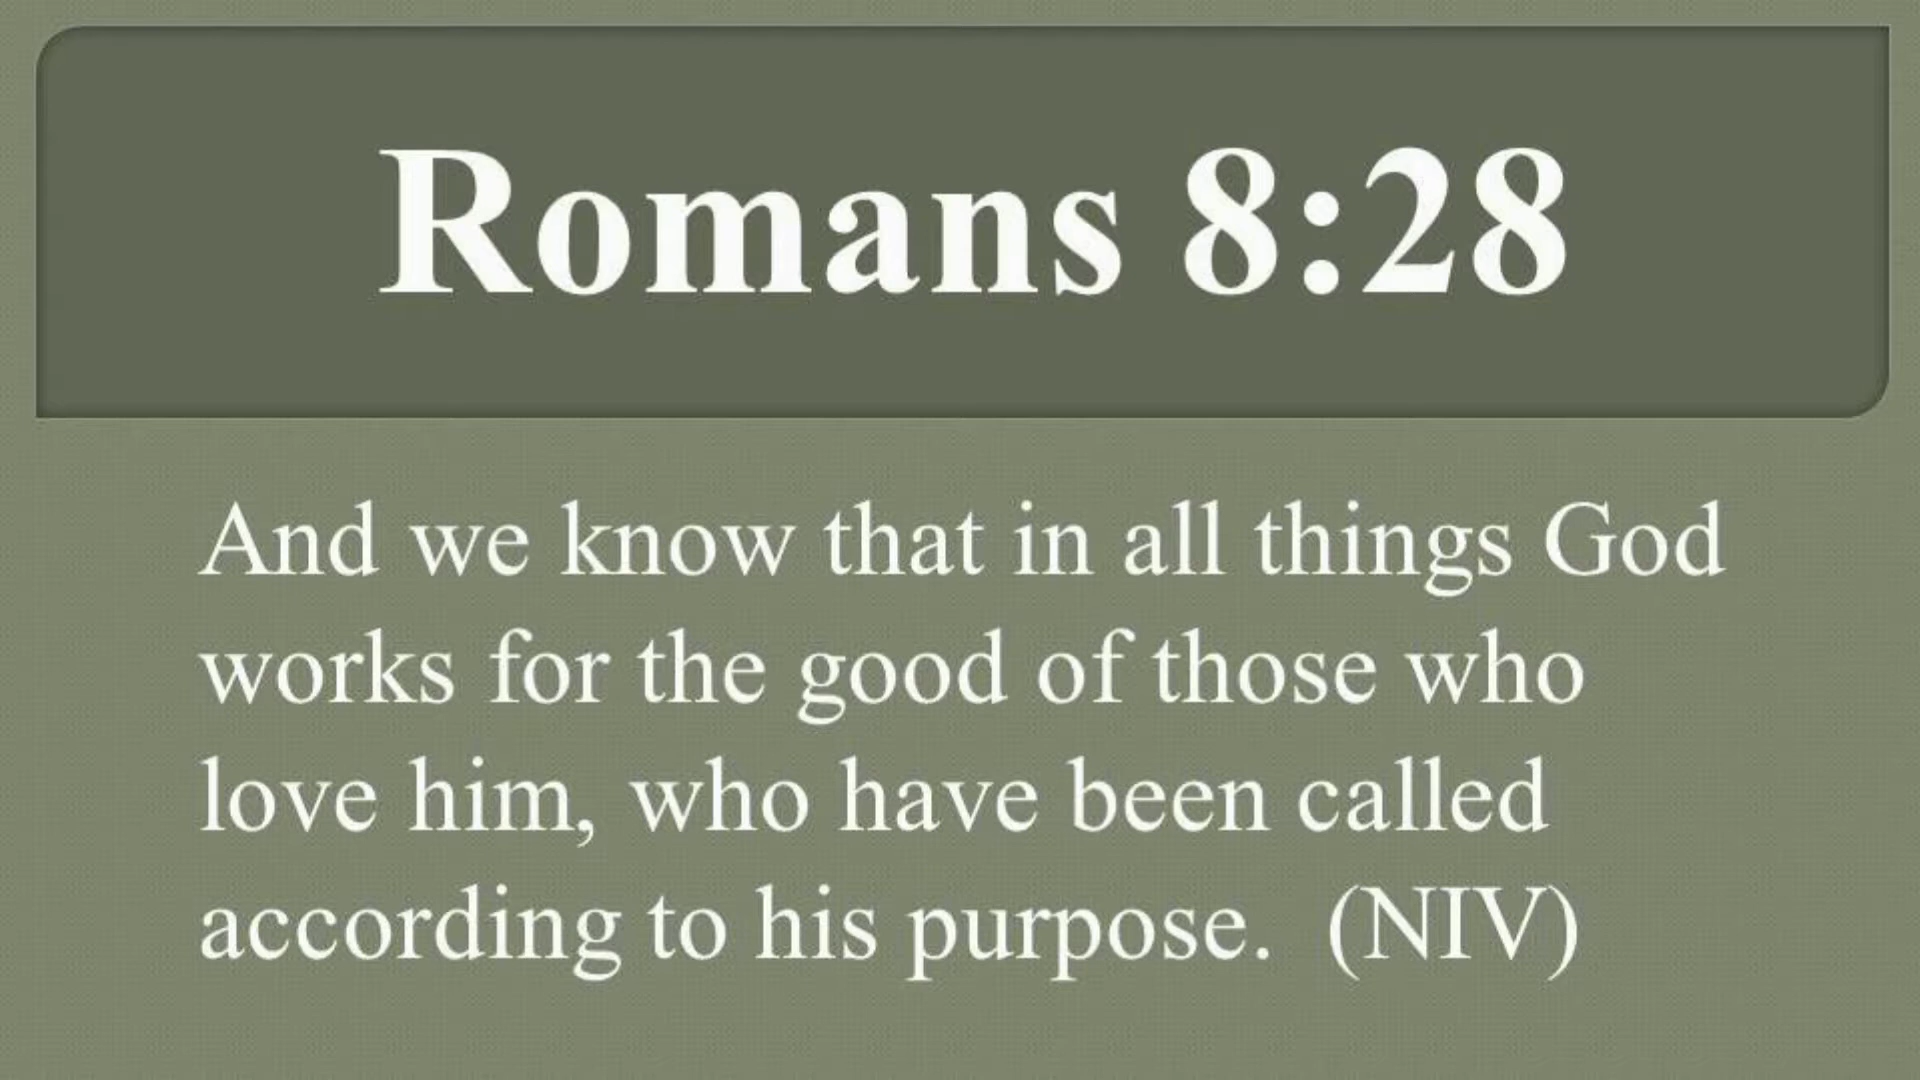 Romans 8:28
And we know that in all things God
works for the good of those who
love him, who have been called
according to his purpose.  (NIV)